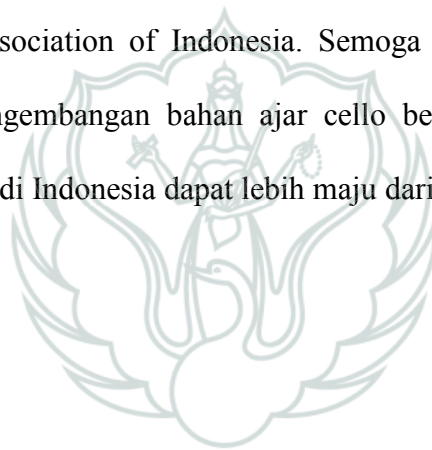 sociation of Indonesia. Semoga
ngembangan bahan ajar cello be
di Indonesia dapat lebih maju dari